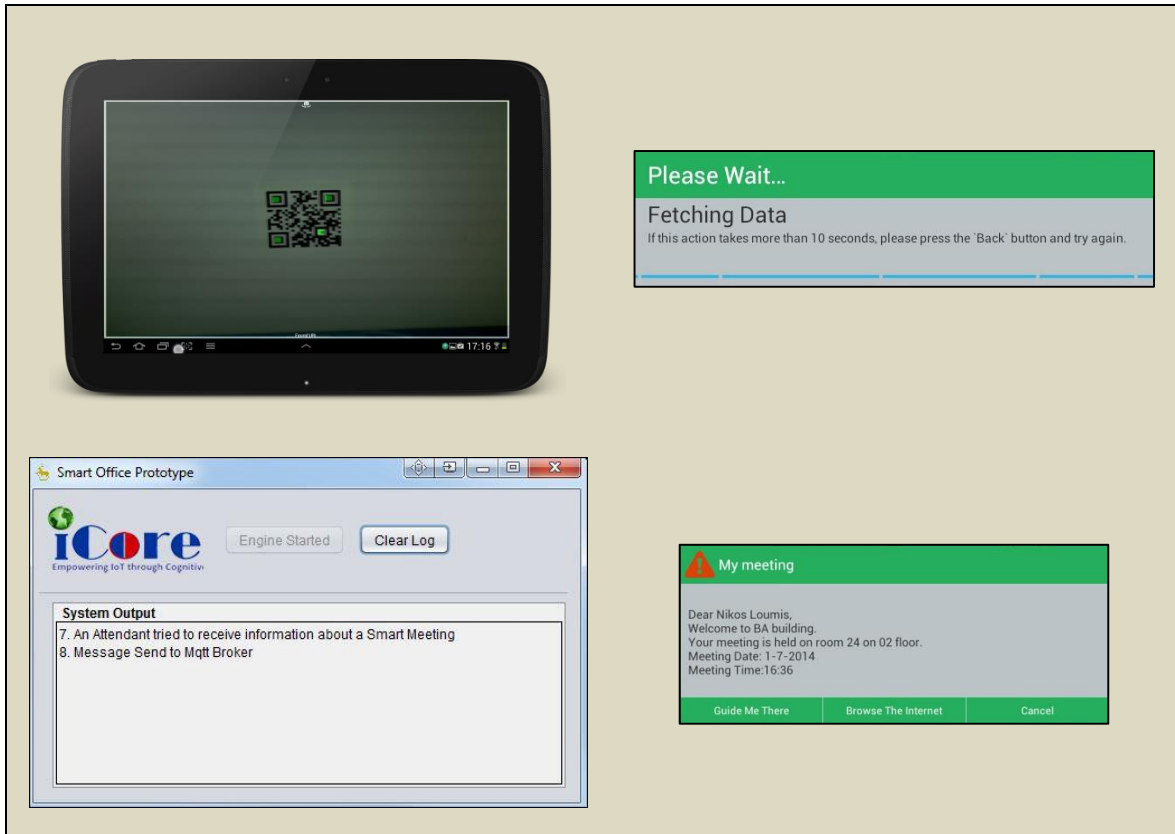 Found URL
17:16
Please Wait...
Fetching Data
If this action takes more than 10 seconds, please press the `Back` button and try again.
Smart Office Prototype
iCore
Empowering IoT through Cognitiv
Engine Started
Clear Log
System Output
7. An Attendant tried to receive information about a Smart Meeting
8. Message Send to Mqtt Broker
My meeting
Dear Nikos Loumis,
Welcome to BA building.
Your meeting is held on room 24 on 02 floor.
Meeting Date: 1-7-2014
Meeting Time:16:36
Guide Me There
Browse The Internet
Cancel